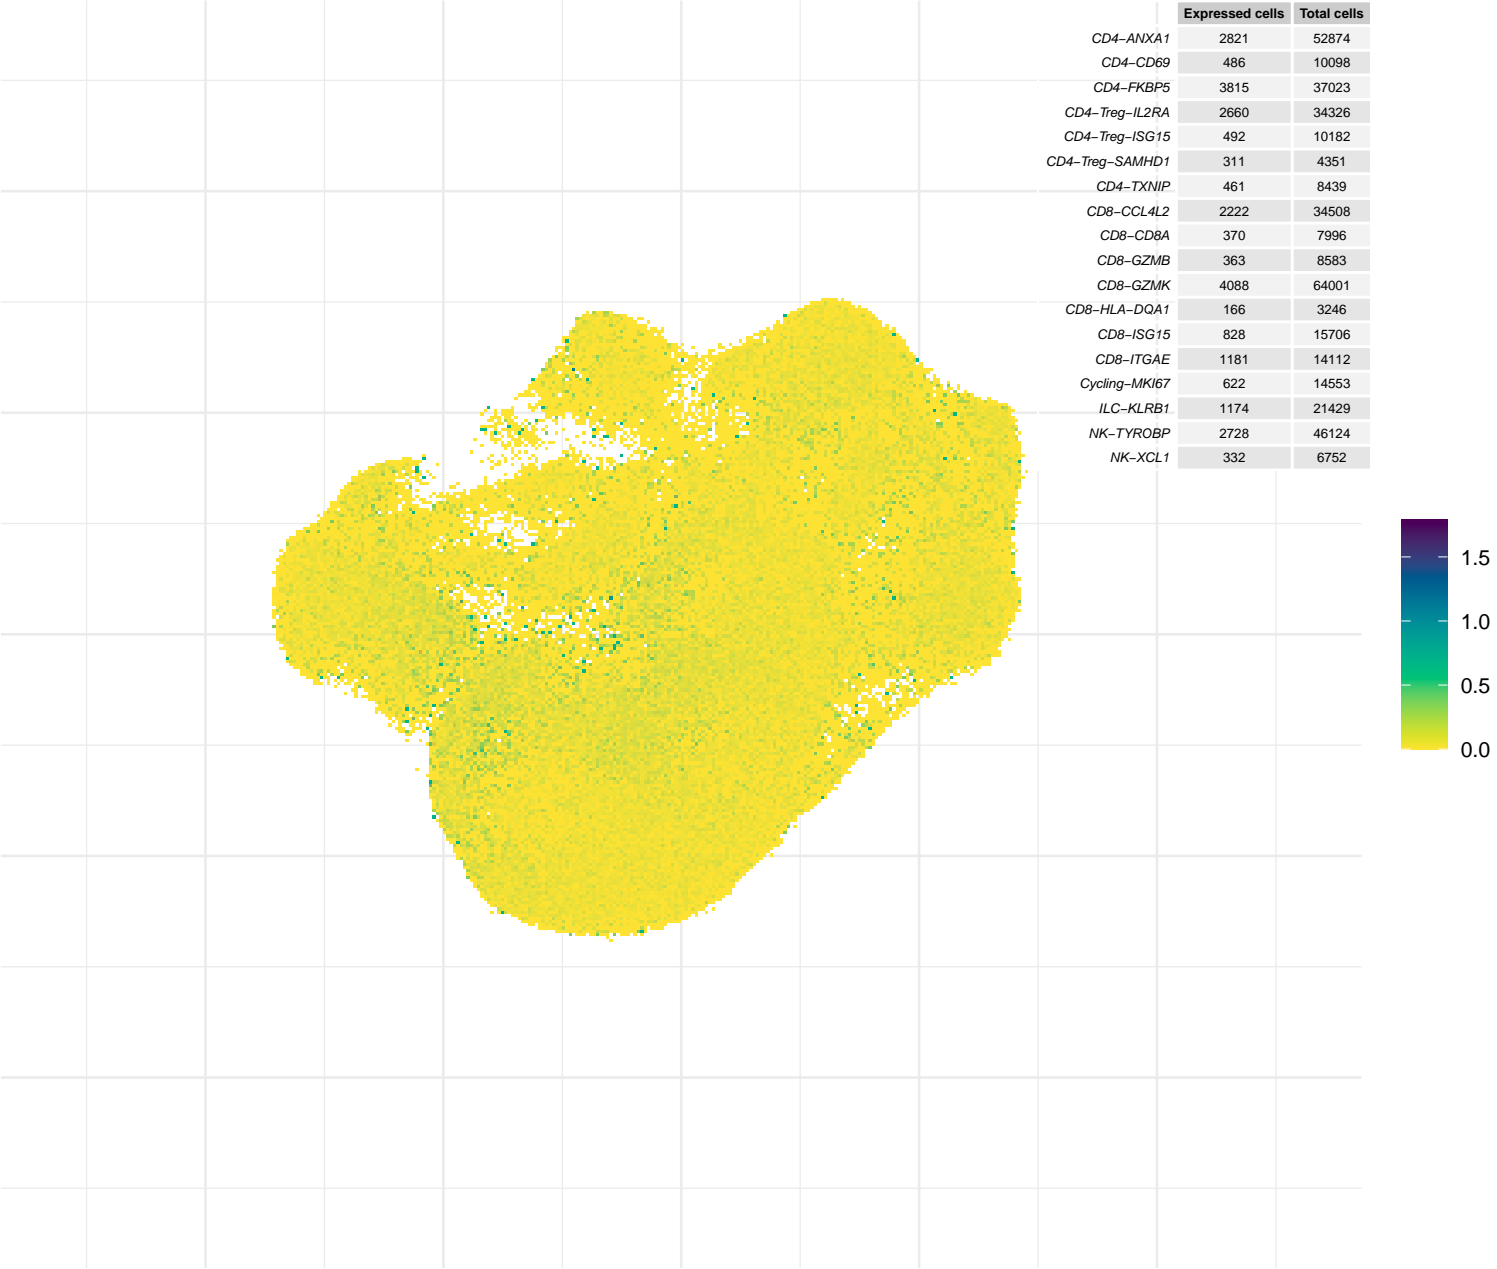 Expressed cells Total cells
CD4−ANXA1 2821 52874
CD4−CD69 486 10098
CD4−FKBP5 3815 37023
CD4−Treg−IL2RA 2660 34326
CD4−Treg−ISG15 492 10182
CD4−Treg−SAMHD1 311 4351
CD4−TXNIP 461 8439
CD8−CCL4L2 2222 34508
CD8−CD8A 370 7996
CD8−GZMB 363 8583
CD8−GZMK 4088 64001
CD8−HLA−DQA1 166 3246
CD8−ISG15 828 15706
CD8−ITGAE 1181 14112
Cycling−MKI67 622 14553
ILC−KLRB1 1174 21429
NK−TYROBP 2728 46124
NK−XCL1 332 6752
1.5
1.0
0.5
0.0